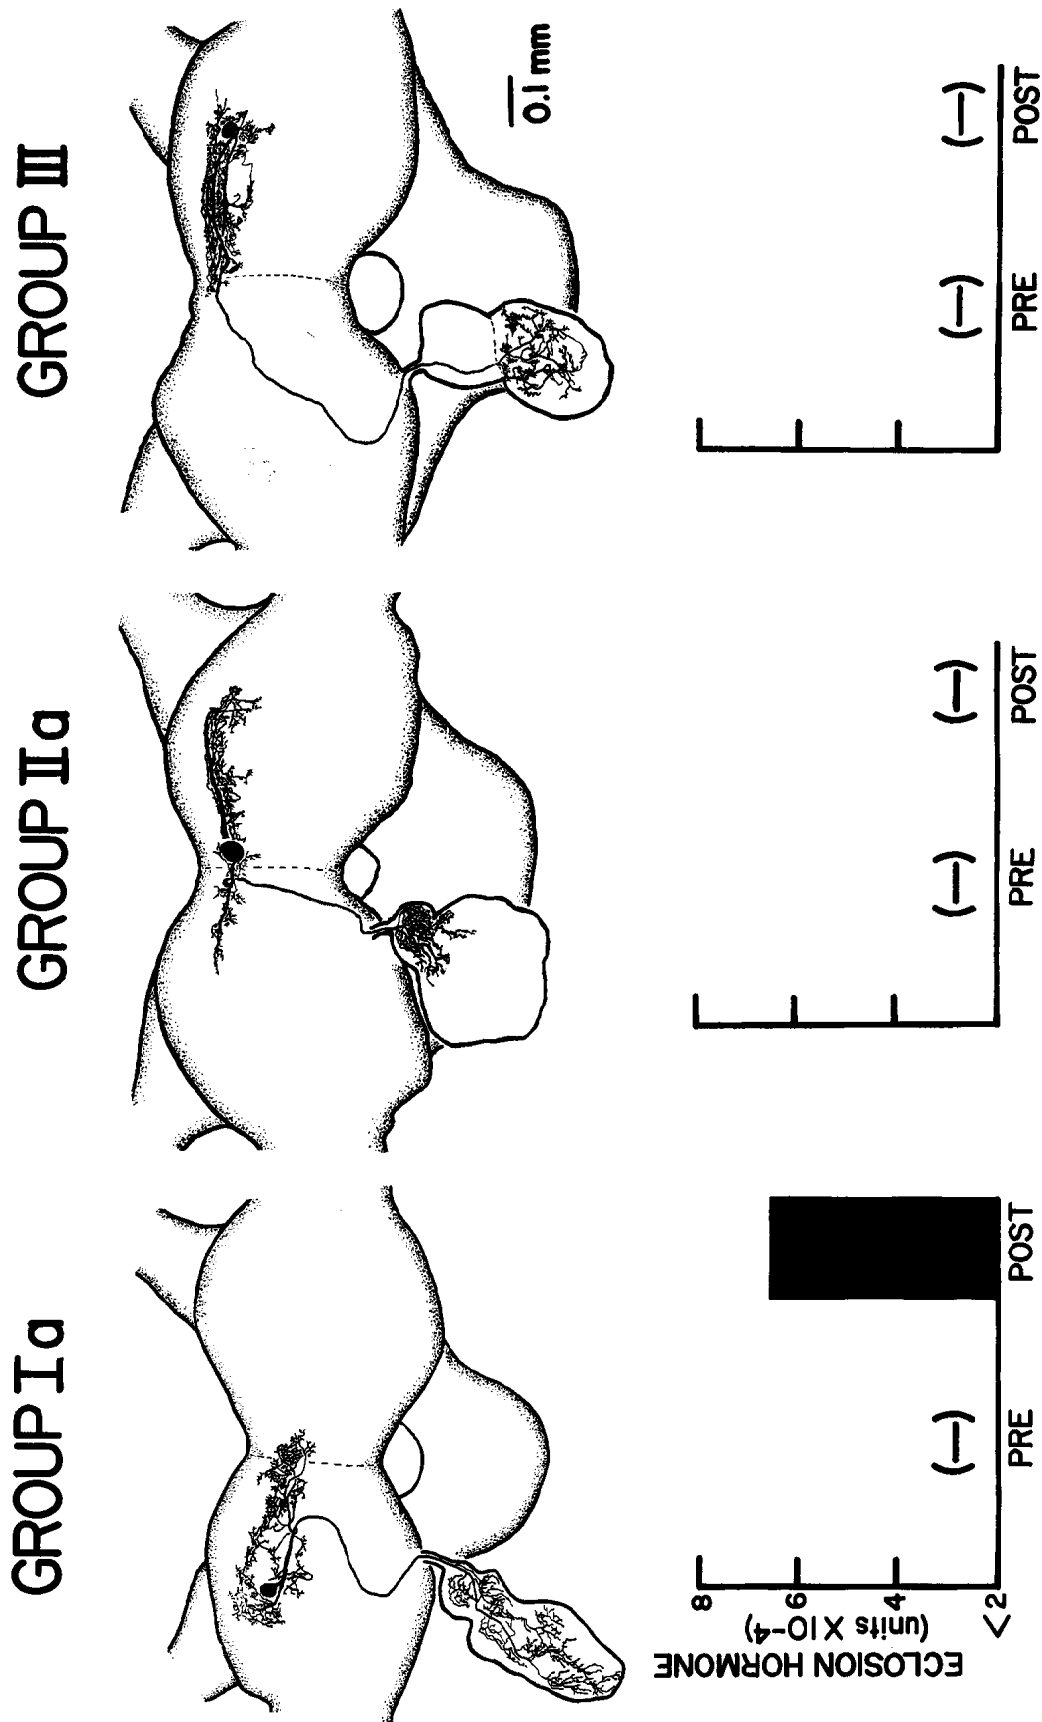 GROUP Ia
GROUP IIa
GROUP III
0.1 mm
ECLOSION HORMONE
(units X10-4)
8
6
4
<2
(—)
PRE
POST
(—)
PRE
(—)
POST
(—)
PRE
(—)
POST